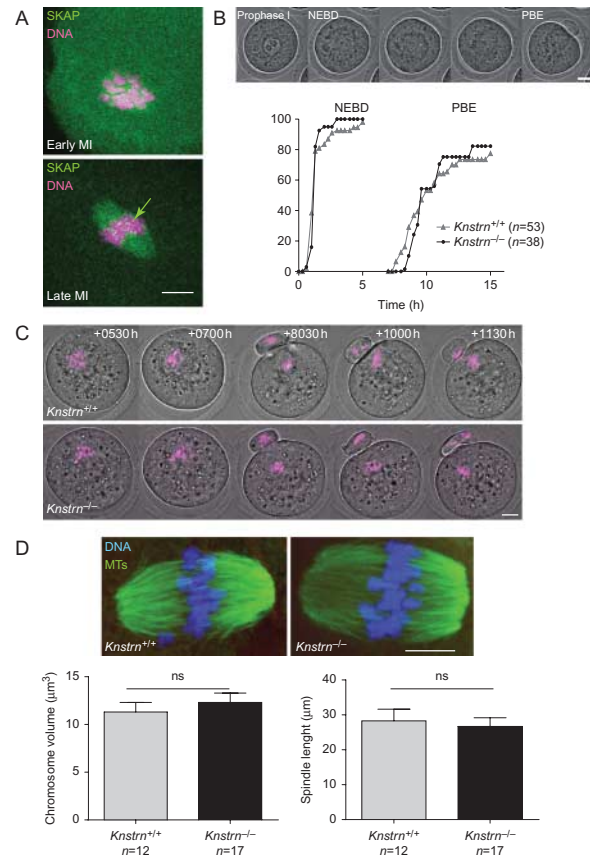 A
SKAP
DNA
Early MI
SKAP
DNA
Late MI
B
Prophase I NEBD PBE
NEBD PBE
100
80
60
40
20
0
Knstrn+/+ (n=53)
Knstrn–/– (n=38)
0 5 10 15
Time (h)
C
+0530 h +0700 h +8030 h +1000 h +1130 h
Knstrn+/+
Knstrn–/–
D
DNA
MTs
Knstrn+/+
Knstrn–/–
Chromosome volume (μm3)
15
10
5
0
ns
Knstrn+/+ Knstrn–/–
n=12 n=17
Spindle lenght (μm)
40
30
20
10
0
ns
Knstrn+/+ Knstrn–/–
n=12 n=17